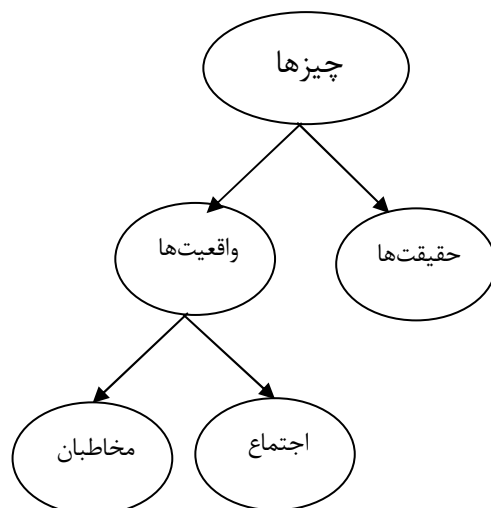 چیزها
حقیقت‌ها
واقعیت‌ها
اجتماع
مخاطبان